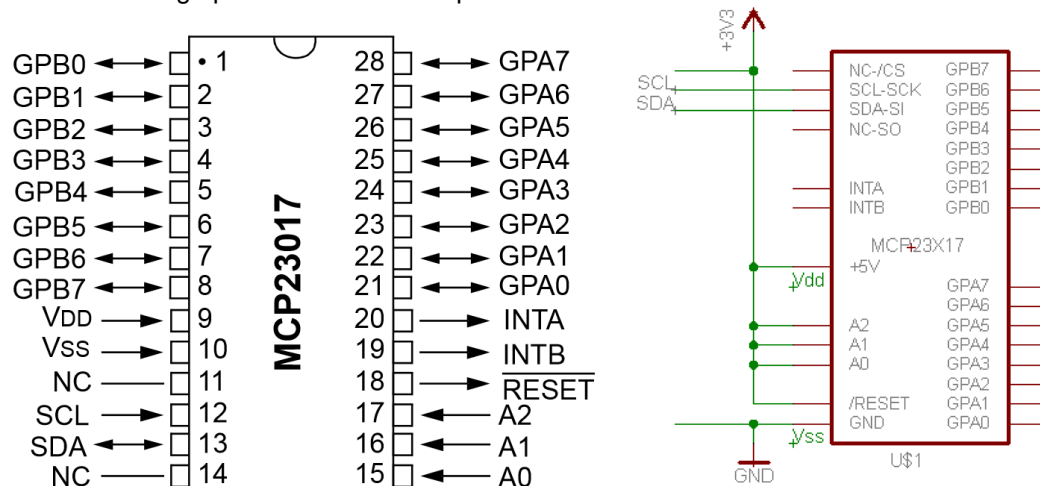 GPB0 • 1 28 GPA7
GPB1 2 27 GPA6
GPB2 3 26 GPA5
GPB3 4 25 GPA4
GPB4 5 24 GPA3
GPB5 6 23 GPA2
GPB6 7 22 GPA1
GPB7 8 21 GPA0
VDD 9 20 INTA
VSS 10 19 INTB
NC 11 18 RESET
SCL 12 17 A2
SDA 13 16 A1
NC 14 15 A0
MCP23017
+3V3
SCL
SDA
NC-/CS GPB7
SCL-SCK GPB6
SDA-SI GPB5
NC-SO GPB4
GPB3
GPB2
INTA GPB1
INTB GPB0
MCP23X17
+5V
Vdd
GPA7
GPA6
A2 GPA5
A1 GPA4
A0 GPA3
GPA2
/RESET GPA1
GND GPA0
Vss
U$1
GND